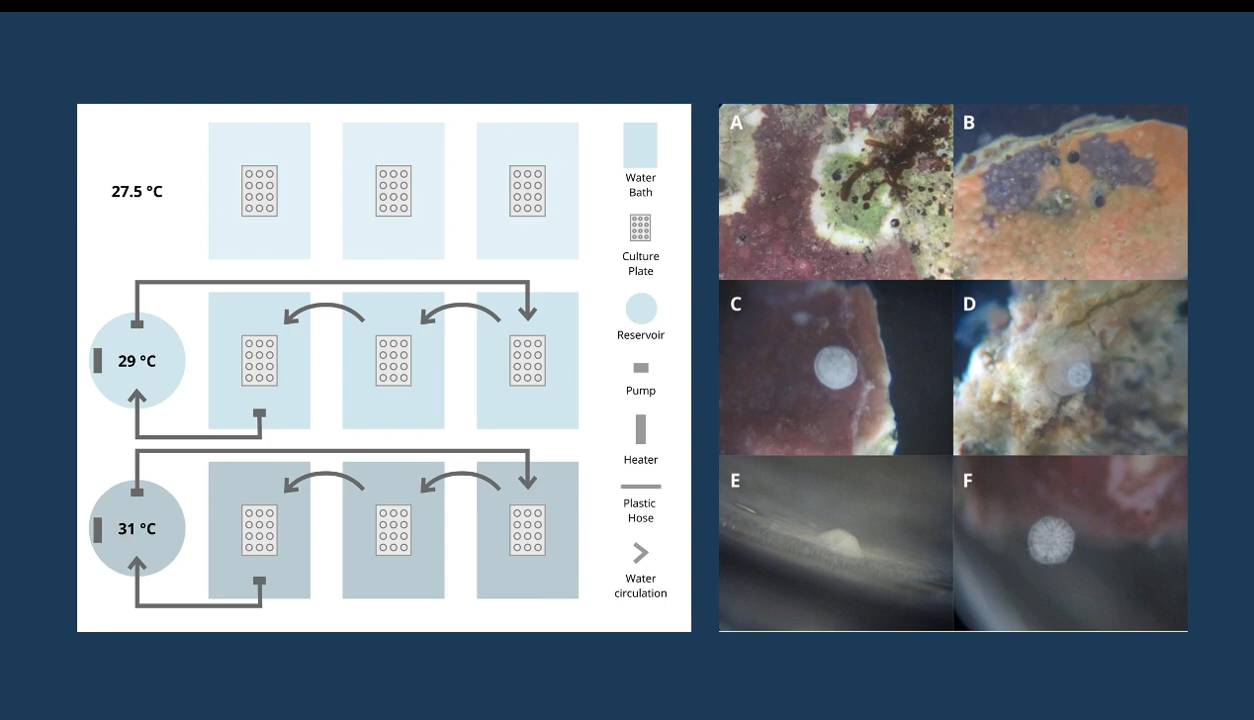 27.5 °C
29 °C
31 °C
Water
Bath
Culture
Plate
Reservoir
Pump
Heater
Plastic
Hose
Water
circulation
A
B
C
D
E
F